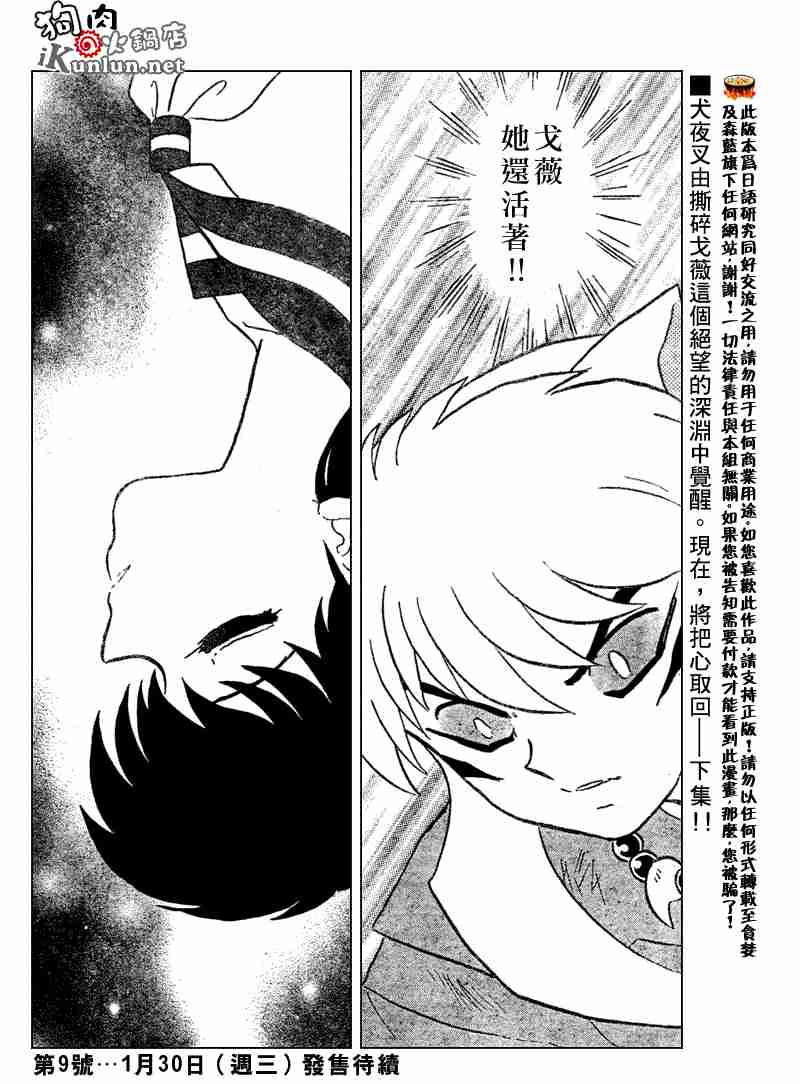 狗肉火鍋店
iKunlun.net
此版本爲日語研究同好交流之用,請勿用于任何商業用途。如您喜歡此作品,請支持正版!請勿以任何形式轉載至貪婪
及森藍旗下任何網站,謝謝!一切法律責任與本組無關。如果您被告知需要付款才能看到此漫畫,那麼,您被騙了!
■犬夜叉由撕碎戈薇這個絕望的深淵中覺醒。現在,將把心取回──下集!!
戈薇
她還活著!!
第9號…1月30日(週三)發售待續